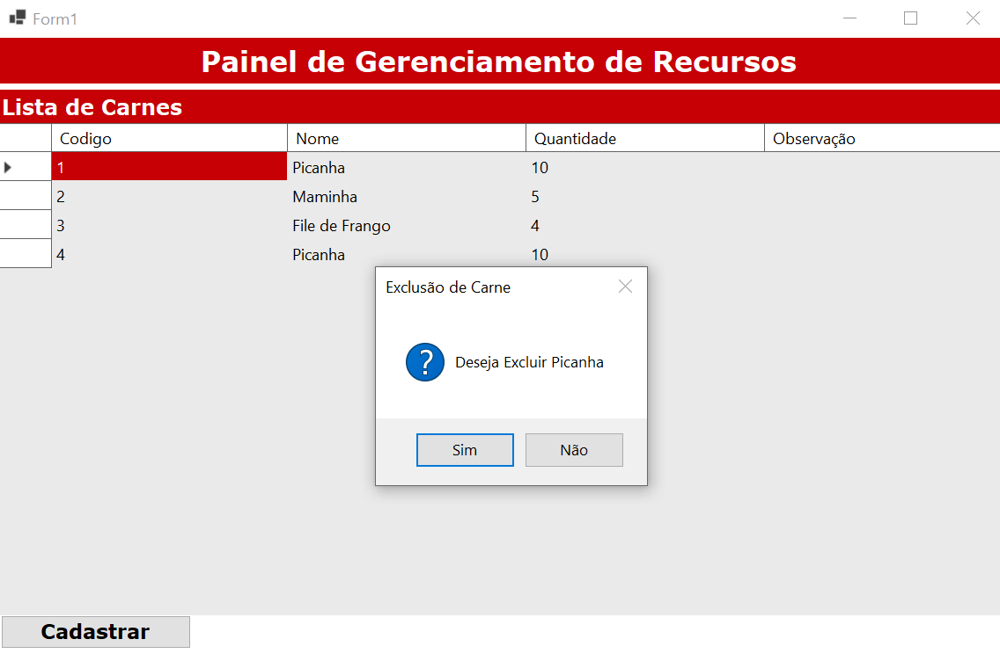 Form1
Painel de Gerenciamento de Recursos
Lista de Carnes
Codigo Nome Quantidade Observação
1 Picanha 10
2 Maminha 5
3 File de Frango 4
4 Picanha 10
Exclusão de Carne
? Deseja Excluir Picanha
Sim Não
Cadastrar